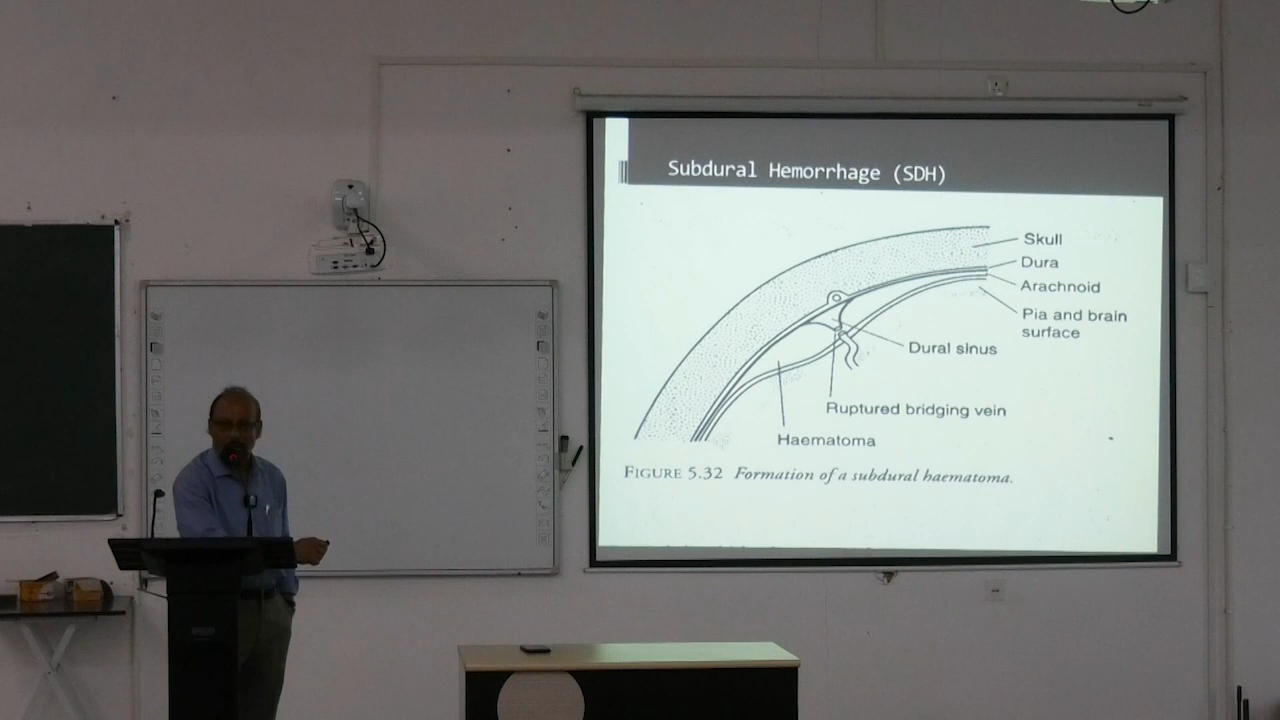 Subdural Hemorrhage (SDH)
Skull
Dura
Arachnoid
Pia and brain
surface
Dural sinus
Ruptured bridging vein
Haematoma
FIGURE 5.32 Formation of a subdural haematoma.